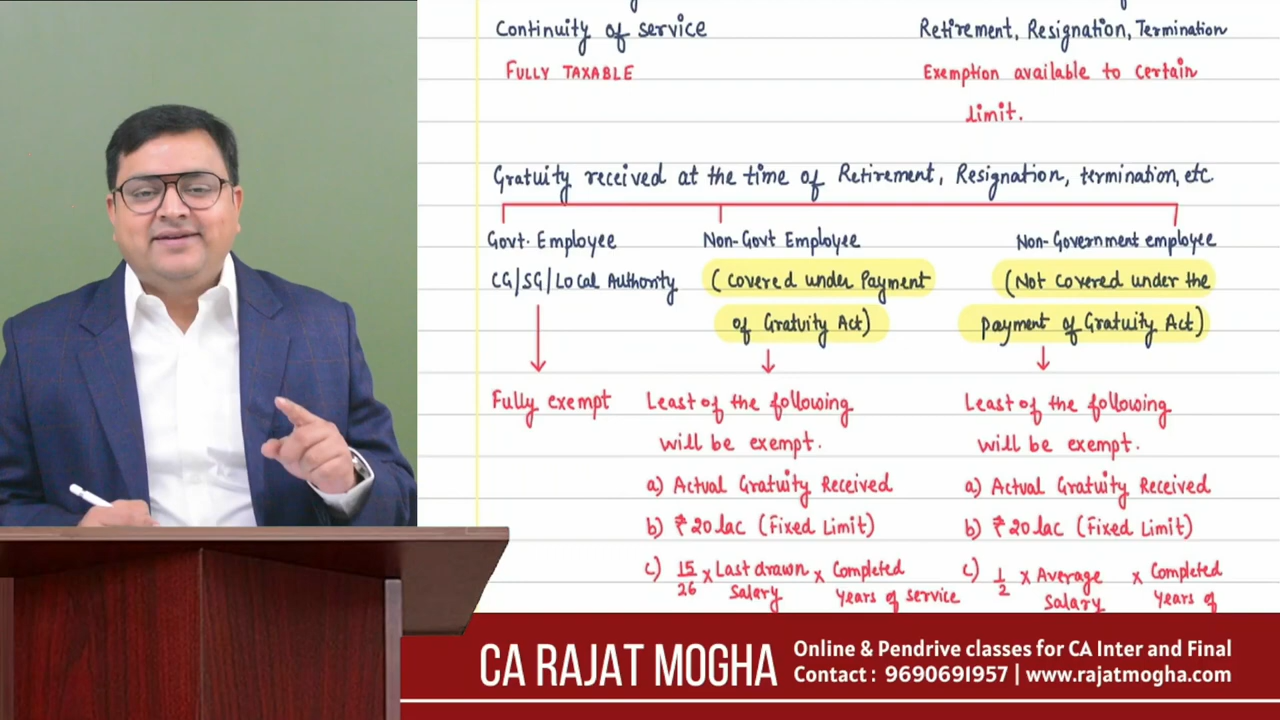 Continuity of service
FULLY TAXABLE
Retirement, Resignation, Termination
Exemption available to certain
limit.
Gratuity received at the time of Retirement, Resignation, termination, etc.
Govt. Employee
CG/SG/Local Authority
Fully exempt
Non-Govt Employee
(covered under Payment
of Gratuity Act)
Least of the following
will be exempt.
a) Actual Gratuity Received
b) ₹20 lac (Fixed Limit)
c) 15/26 x Last drawn salary x Completed years of service
Non-Government employee
(Not covered under the
payment of Gratuity Act)
Least of the following
will be exempt.
a) Actual Gratuity Received
b) ₹20 lac (Fixed Limit)
c) 1/2 x Average salary x Completed years of
CA RAJAT MOGHA
Online & Pendrive classes for CA Inter and Final
Contact : 9690691957 | www.rajatmogha.com